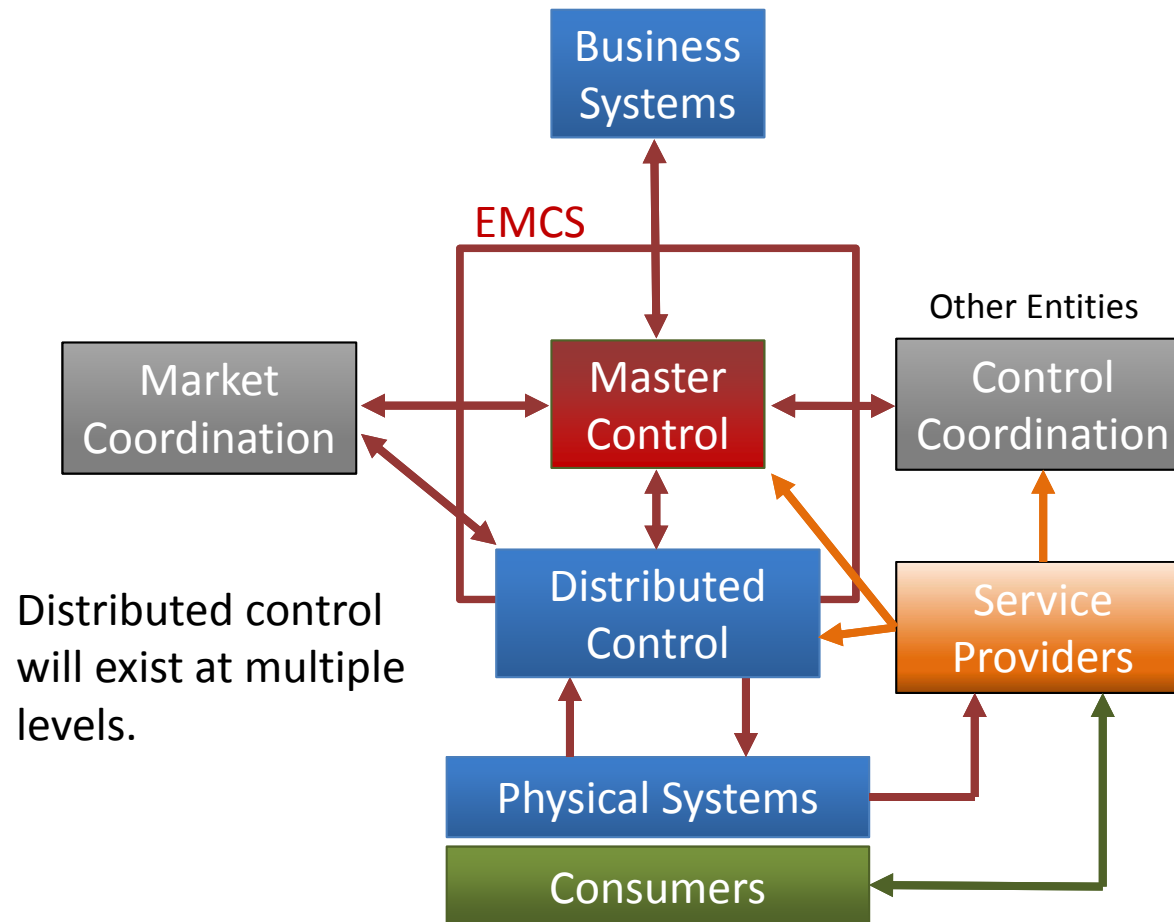 Business
Systems
EMCS
Other Entities
Market
Coordination
Master
Control
Control
Coordination
Distributed control
will exist at multiple
levels.
Distributed
Control
Service
Providers
Physical Systems
Consumers